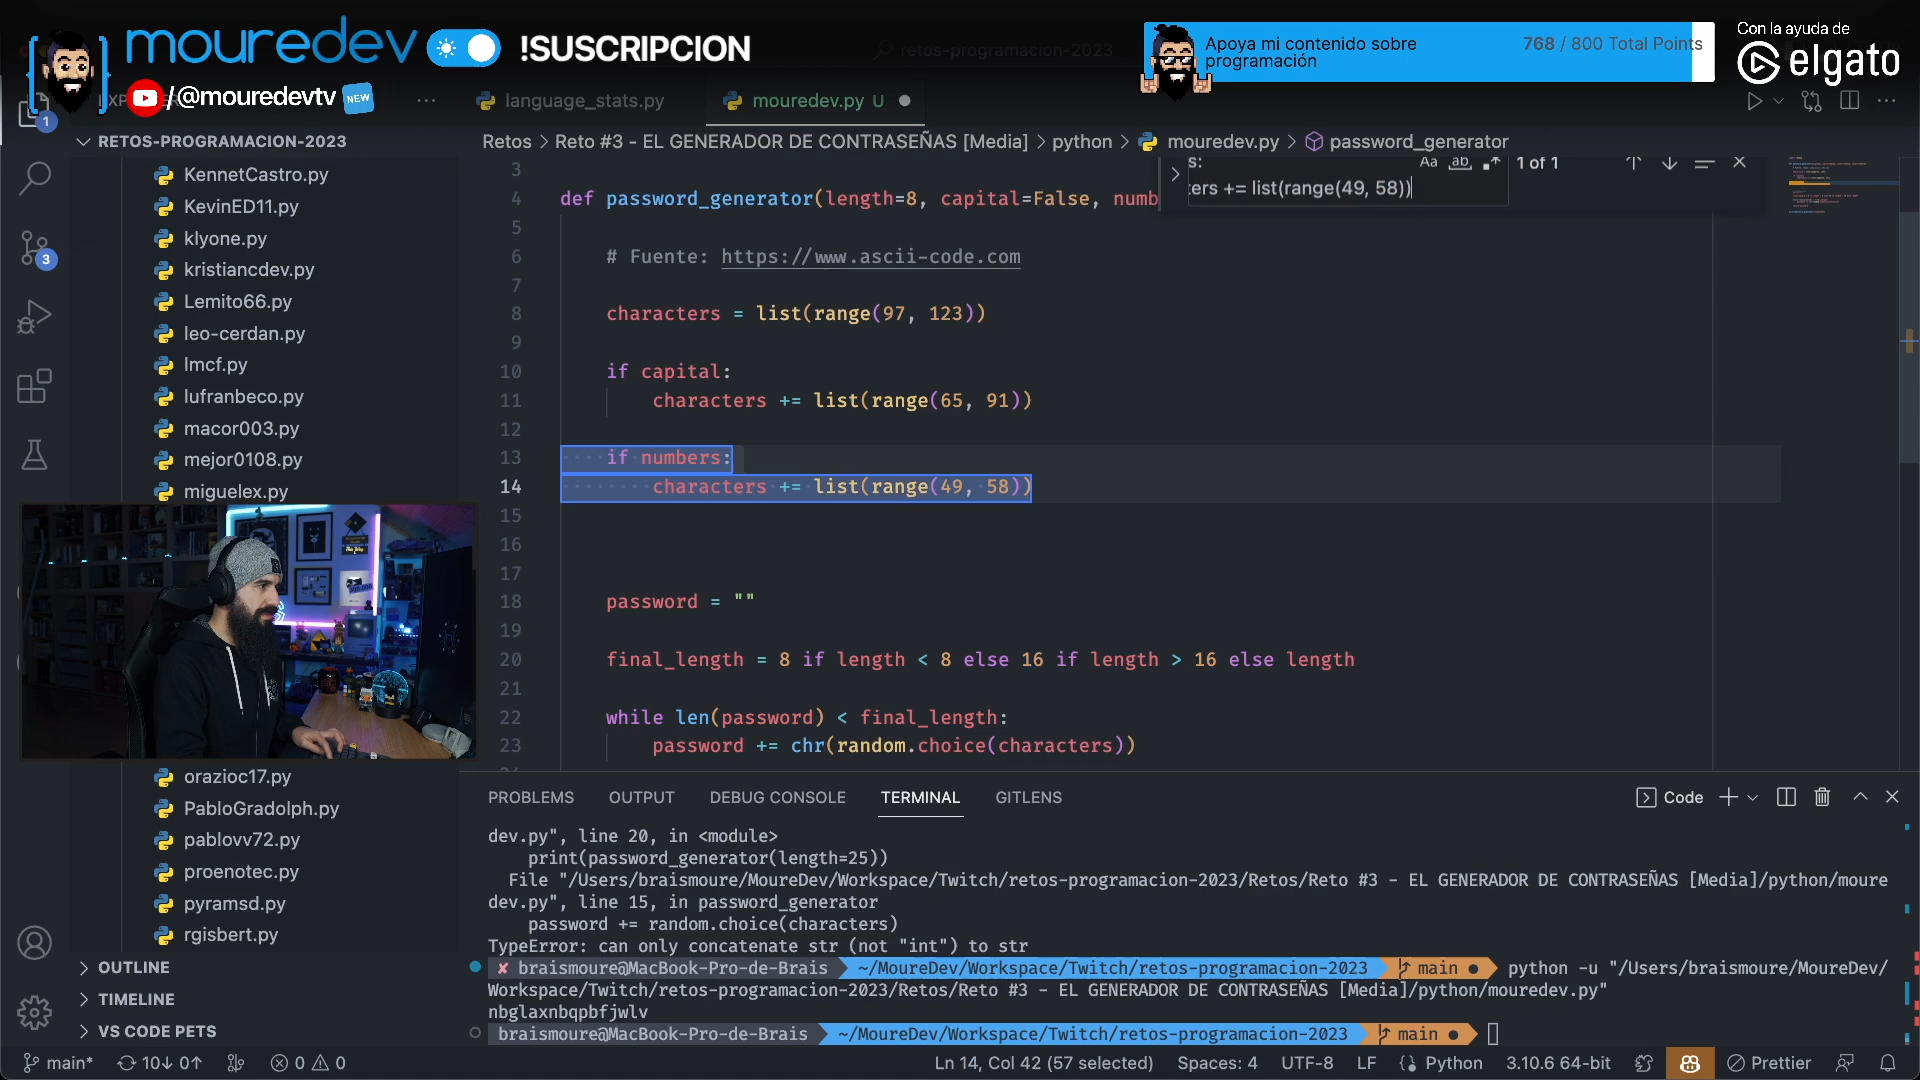 mouredev
!SUSCRIPCION
/@mouredevtv NEW
retos-programacion-2023
Apoya mi contenido sobre programación
768 / 800 Total Points
Con la ayuda de
elgato
language_stats.py
mouredev.py U
1
RETOS-PROGRAMACION-2023
Retos > Reto #3 - EL GENERADOR DE CONTRASEÑAS [Media] > python > mouredev.py > password_generator
s:
ters += list(range(49, 58))
Aa ab 1 of 1
KennetCastro.py
KevinED11.py
klyone.py
kristiancdev.py
Lemito66.py
leo-cerdan.py
lmcf.py
lufranbeco.py
macor003.py
mejor0108.py
miguelex.py
orazioc17.py
PabloGradolph.py
pablovv72.py
proenotec.py
pyramsd.py
rgisbert.py
OUTLINE
TIMELINE
VS CODE PETS
3
3
4 def password_generator(length=8, capital=False, numb
5
6 # Fuente: https://www.ascii-code.com
7
8 characters = list(range(97, 123))
9
10 if capital:
11 characters += list(range(65, 91))
12
13 if numbers:
14 characters += list(range(49, 58))
15
16
17
18 password = ""
19
20 final_length = 8 if length < 8 else 16 if length > 16 else length
21
22 while len(password) < final_length:
23 password += chr(random.choice(characters))
PROBLEMS OUTPUT DEBUG CONSOLE TERMINAL GITLENS
Code
dev.py", line 20, in <module>
print(password_generator(length=25))
File "/Users/braismoure/MoureDev/Workspace/Twitch/retos-programacion-2023/Retos/Reto #3 - EL GENERADOR DE CONTRASEÑAS [Media]/python/moure
dev.py", line 15, in password_generator
password += random.choice(characters)
TypeError: can only concatenate str (not "int") to str
✘ braismoure@MacBook-Pro-de-Brais ~/MoureDev/Workspace/Twitch/retos-programacion-2023 main ● python -u "/Users/braismoure/MoureDev/
Workspace/Twitch/retos-programacion-2023/Retos/Reto #3 - EL GENERADOR DE CONTRASEÑAS [Media]/python/mouredev.py"
nbglaxnbqpbfjwlv
braismoure@MacBook-Pro-de-Brais ~/MoureDev/Workspace/Twitch/retos-programacion-2023 main ●
main* 10↓ 0↑ 0 0
Ln 14, Col 42 (57 selected) Spaces: 4 UTF-8 LF Python 3.10.6 64-bit Prettier